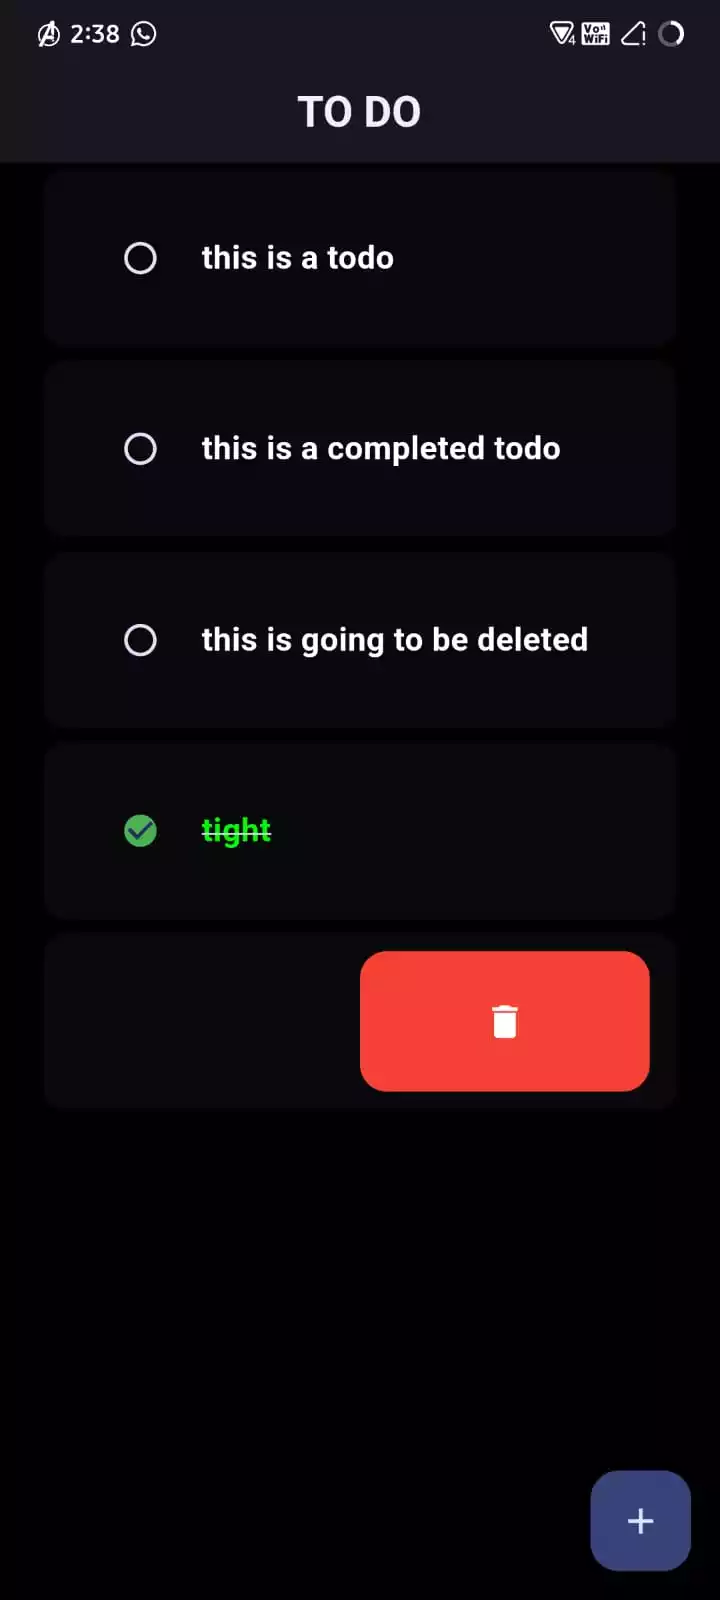 2:38
4
Vo
WiFi
TO DO
this is a todo
this is a completed todo
this is going to be deleted
tight